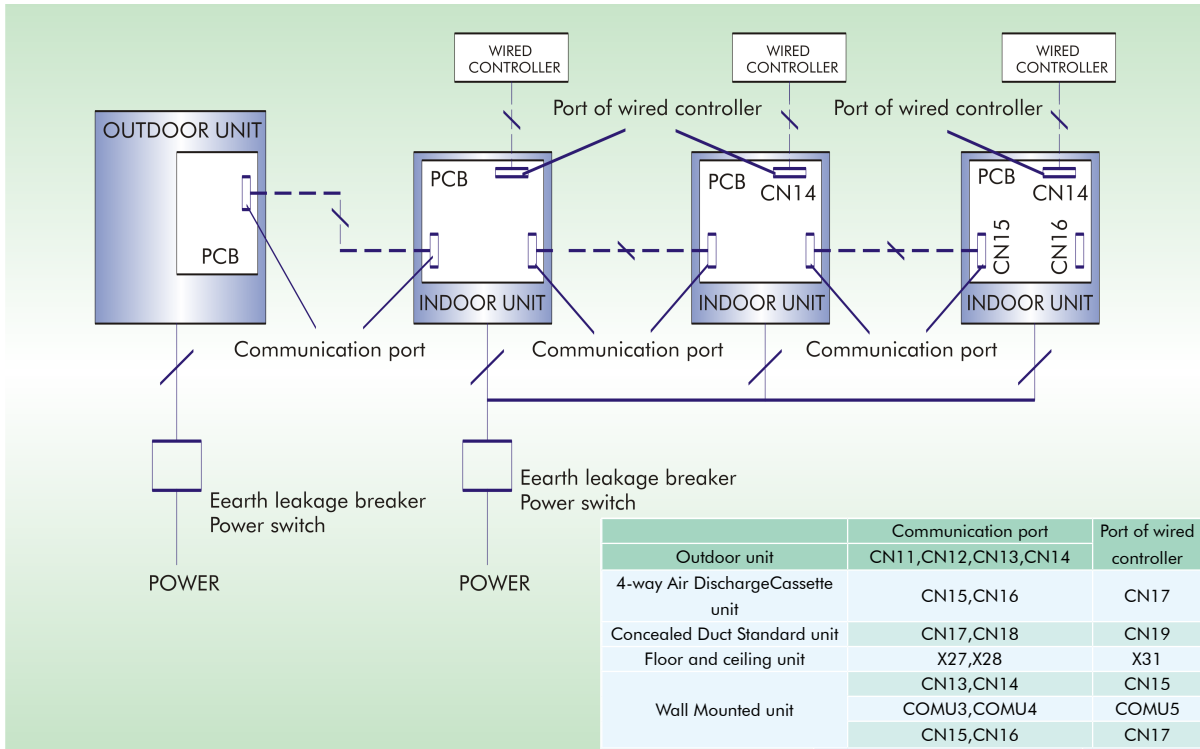 WIRED
CONTROLLER
WIRED
CONTROLLER
WIRED
CONTROLLER
Port of wired controller
Port of wired controller
OUTDOOR UNIT
PCB
PCB
INDOOR UNIT
PCB
CN14
INDOOR UNIT
PCB
CN14
CN15
CN16
INDOOR UNIT
Communication port
Communication port
Communication port
Eearth leakage breaker
Power switch
POWER
Eearth leakage breaker
Power switch
POWER
Communication port
Port of wired
controller
Outdoor unit
CN11,CN12,CN13,CN14
4-way Air DischargeCassette
unit
CN15,CN16
CN17
Concealed Duct Standard unit
CN17,CN18
CN19
Floor and ceiling unit
X27,X28
X31
Wall Mounted unit
CN13,CN14
CN15
COMU3,COMU4
COMU5
CN15,CN16
CN17